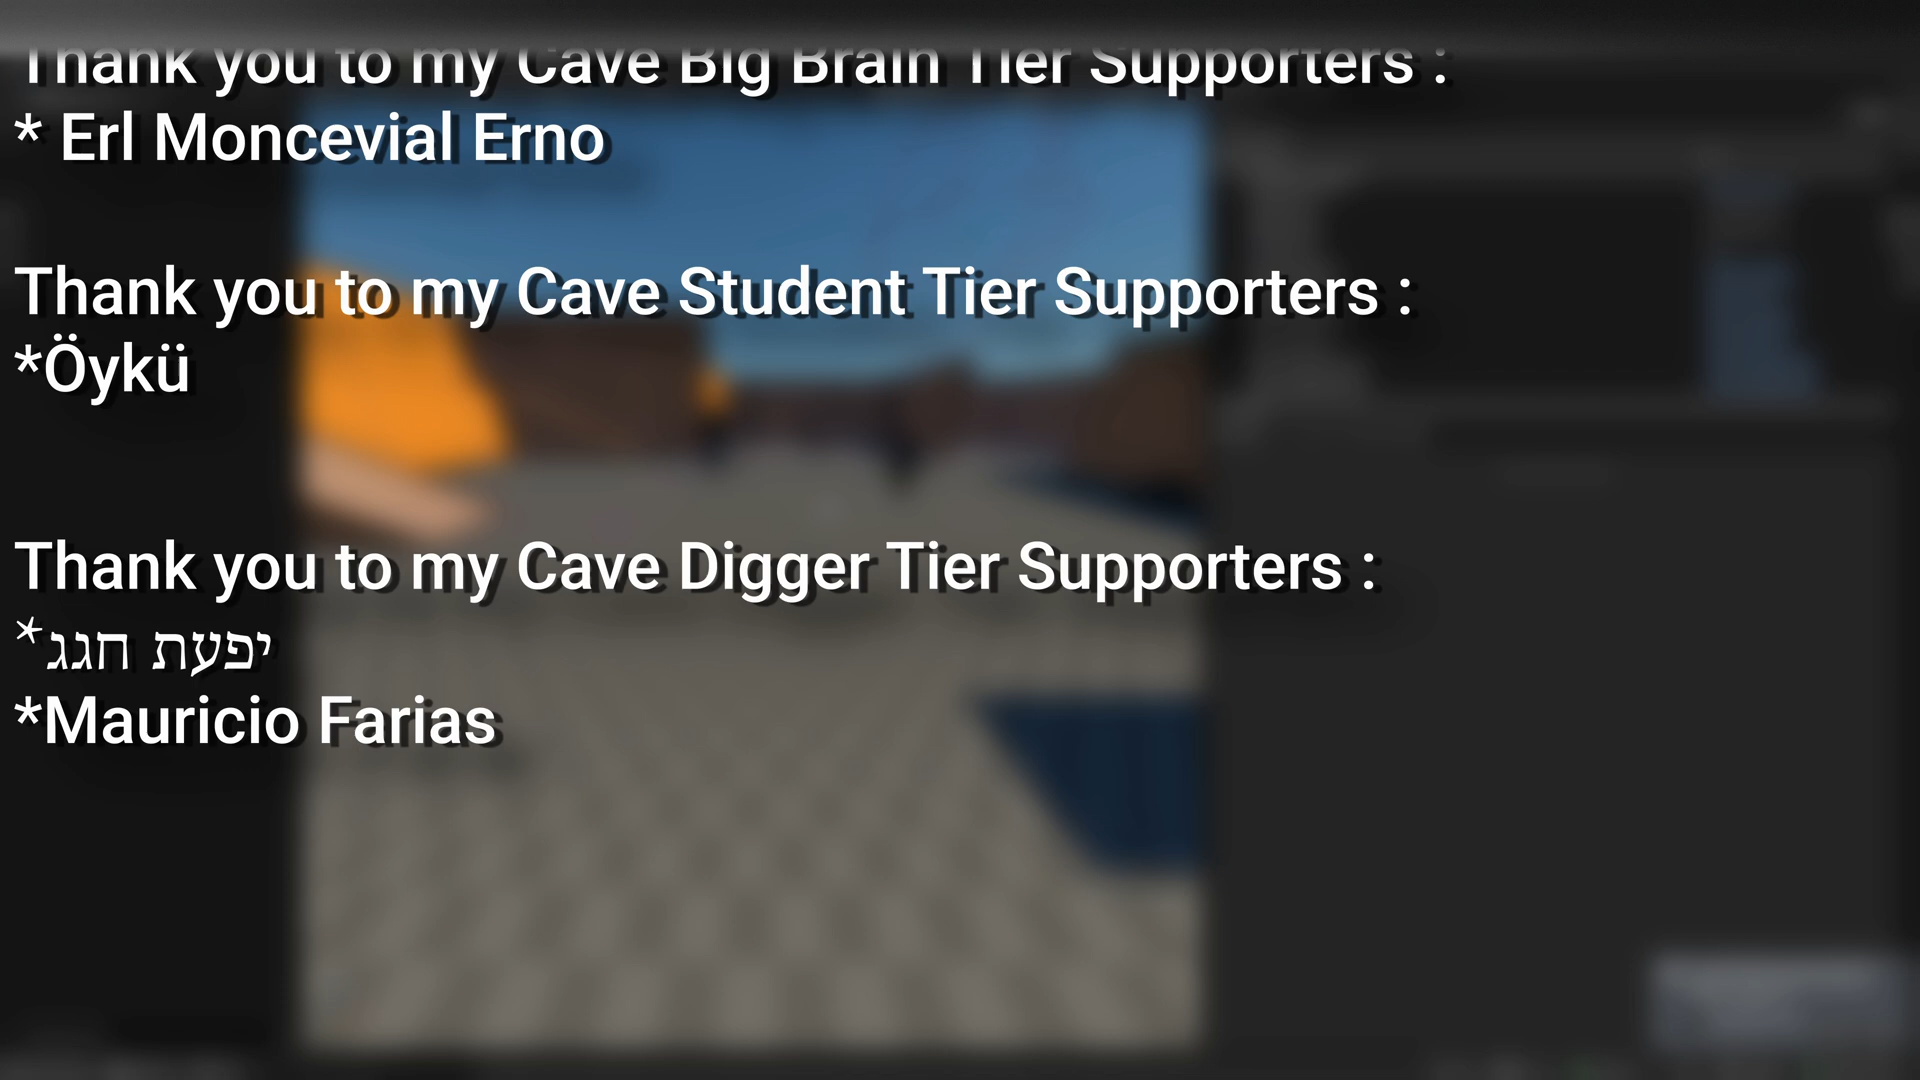 Thank you to my Cave Big Brain Tier Supporters :
* Erl Moncevial Erno
Thank you to my Cave Student Tier Supporters :
*Öykü
Thank you to my Cave Digger Tier Supporters :
*יפעת חגג
*Mauricio Farias